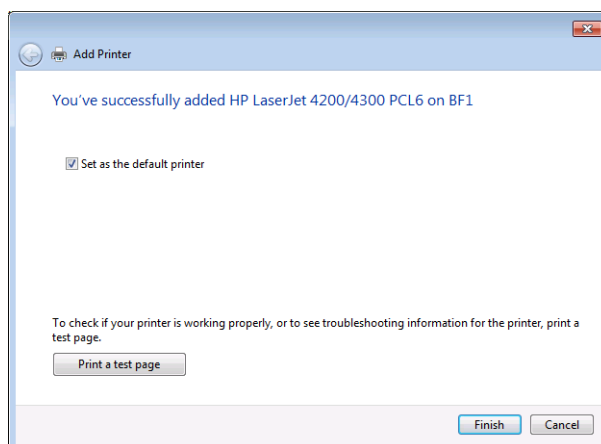 Add Printer
You've successfully added HP LaserJet 4200/4300 PCL6 on BF1
Set as the default printer
To check if your printer is working properly, or to see troubleshooting information for the printer, print a
test page.
Print a test page
Finish
Cancel